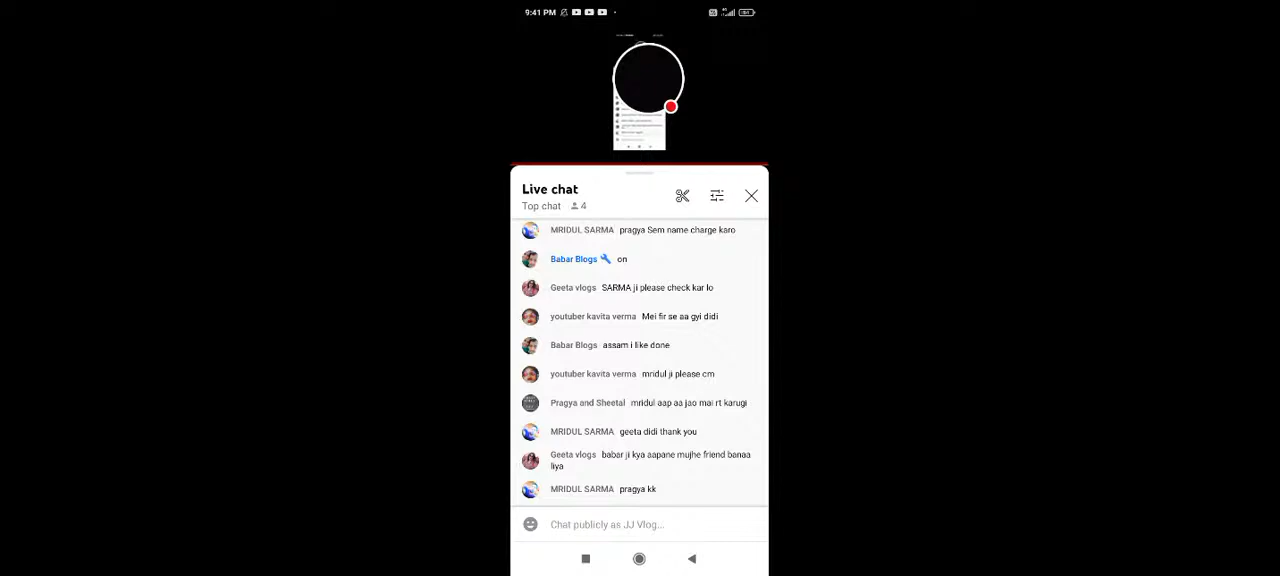 9:41 PM
Live chat
Top chat 4
MRIDUL SARMA pragya Sem name charge karo
Babar Blogs on
Geeta vlogs SARMA ji please check kar lo
youtuber kavita verma Mei fir se aa gyi didi
Babar Blogs assam i like done
youtuber kavita verma mridul ji please cm
Pragya and Sheetal mridul aap aa jao mai rt karugi
MRIDUL SARMA geeta didi thank you
Geeta vlogs babar ji kya aapane mujhe friend banaa
liya
MRIDUL SARMA pragya kk
Chat publicly as JJ Vlog...